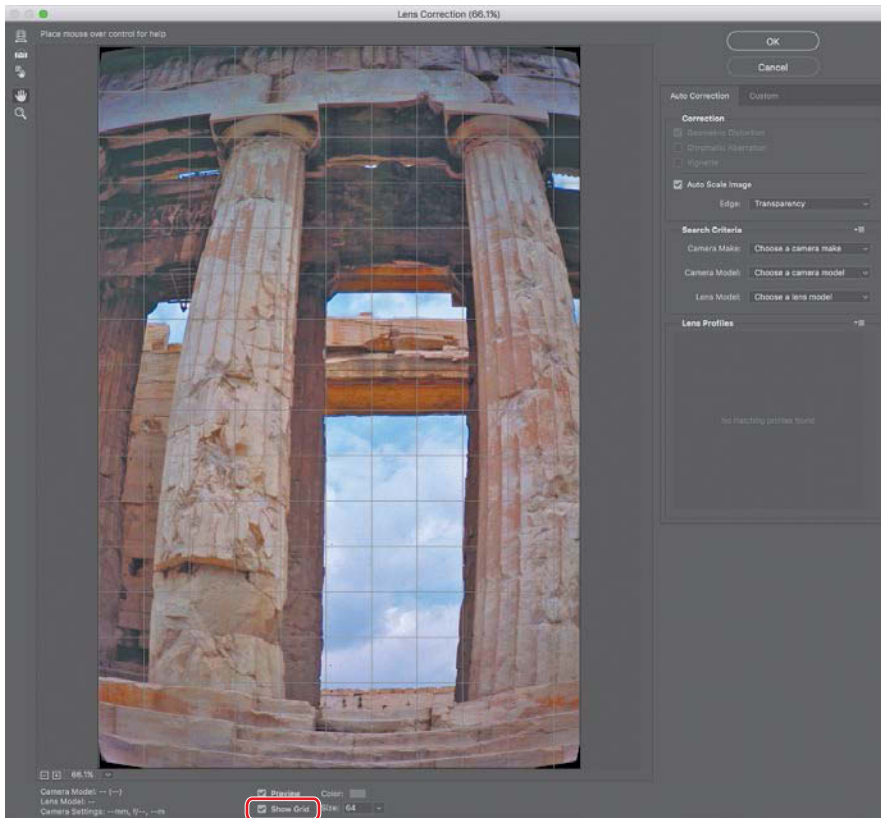 Lens Correction (66.1%)
Place mouse over control for help
OK
Cancel
Auto Correction Custom
Correction
Geometric Distortion
Chromatic Aberration
Vignette
Auto Scale Image
Edge: Transparency
Search Criteria
Camera Make: Choose a camera make
Camera Model: Choose a camera model
Lens Model: Choose a lens model
Lens Profiles
No matching profiles found
66.1%
Camera Model: -- (--)
Lens Model: --
Camera Settings: --mm, f/--, --m
Preview Color:
Show Grid Size: 64